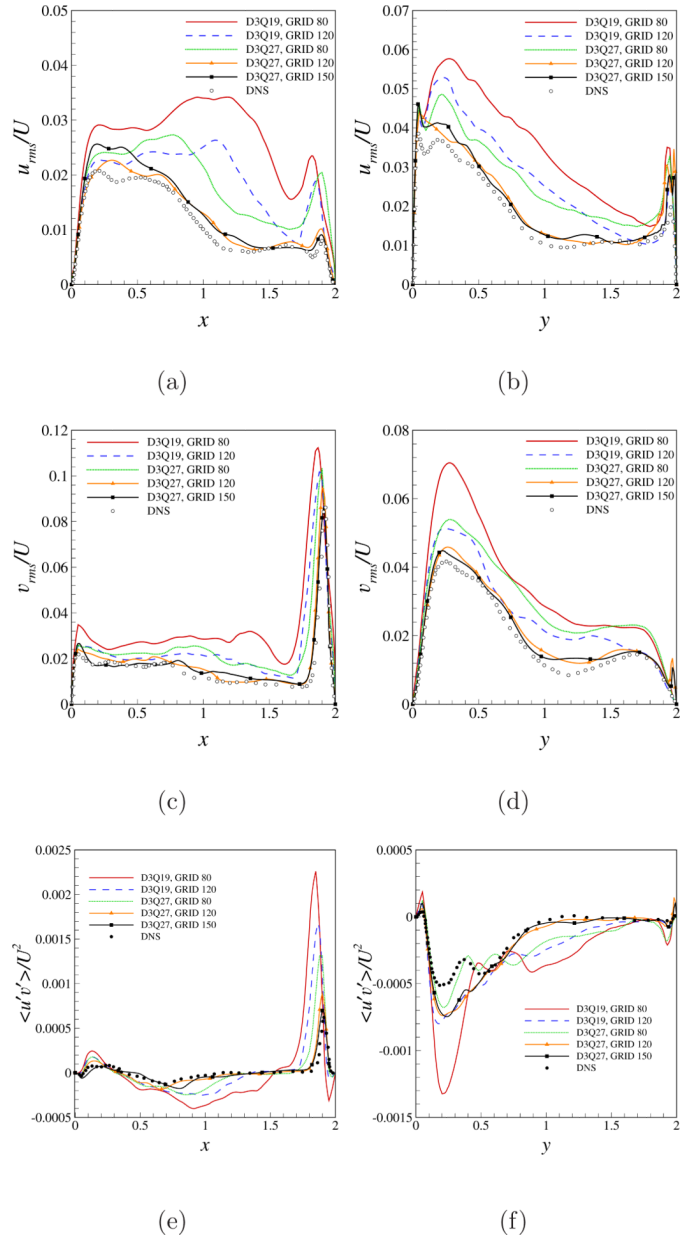 0.05
0.04
0.03
0.02
0.01
0
u_rms/U
D3Q19, GRID 80
D3Q19, GRID 120
D3Q27, GRID 80
D3Q27, GRID 120
D3Q27, GRID 150
DNS
0 0.5 1 1.5 2
x
(a)
0.07
0.06
0.05
0.04
0.03
0.02
0.01
0
u_rms/U
D3Q19, GRID 80
D3Q19, GRID 120
D3Q27, GRID 80
D3Q27, GRID 120
D3Q27, GRID 150
DNS
0 0.5 1 1.5 2
y
(b)
0.12
0.1
0.08
0.06
0.04
0.02
0
v_rms/U
D3Q19, GRID 80
D3Q19, GRID 120
D3Q27, GRID 80
D3Q27, GRID 120
D3Q27, GRID 150
DNS
0 0.5 1 1.5 2
x
(c)
0.08
0.06
0.04
0.02
0
v_rms/U
D3Q19, GRID 80
D3Q19, GRID 120
D3Q27, GRID 80
D3Q27, GRID 120
D3Q27, GRID 150
DNS
0 0.5 1 1.5 2
y
(d)
0.0025
0.002
0.0015
0.001
0.0005
0
-0.0005
<u'v'>/U²
D3Q19, GRID 80
D3Q19, GRID 120
D3Q27, GRID 80
D3Q27, GRID 120
D3Q27, GRID 150
DNS
0 0.5 1 1.5 2
x
(e)
0.0005
0
-0.0005
-0.001
-0.0015
<u'v'>/U²
D3Q19, GRID 80
D3Q19, GRID 120
D3Q27, GRID 80
D3Q27, GRID 120
D3Q27, GRID 150
DNS
0 0.5 1 1.5 2
y
(f)